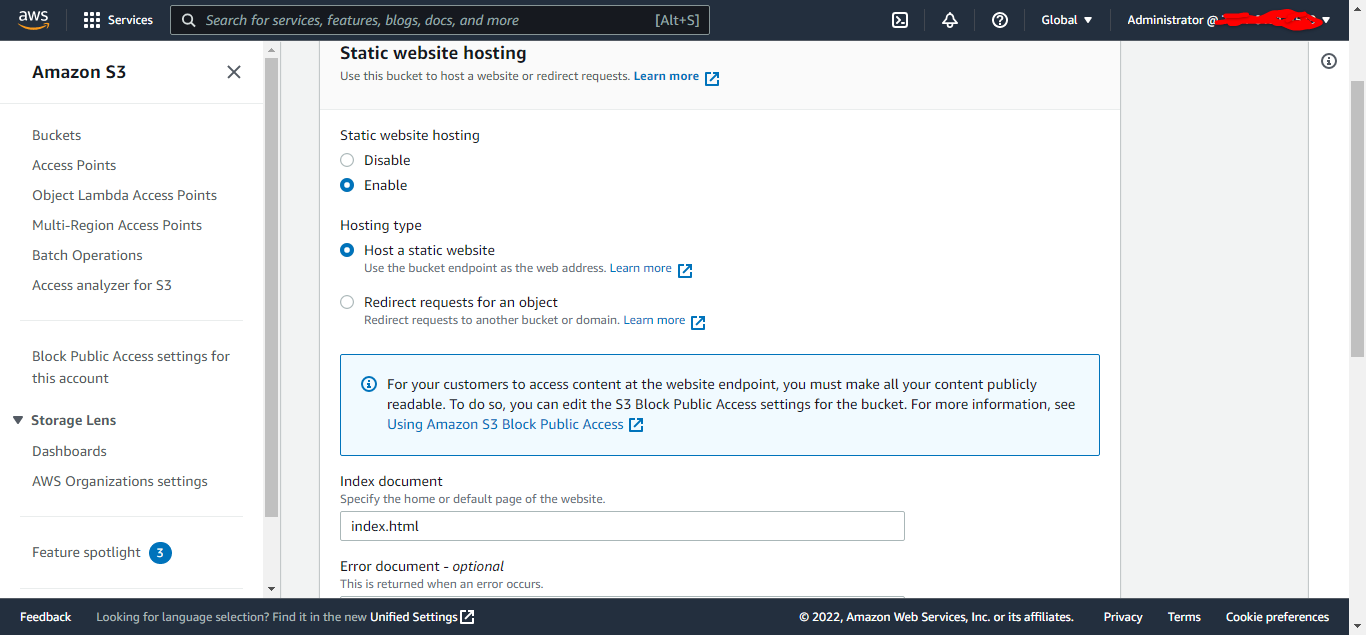 aws
Services
Search for services, features, blogs, docs, and more
[Alt+S]
Global
Administrator @
Amazon S3
Buckets
Access Points
Object Lambda Access Points
Multi-Region Access Points
Batch Operations
Access analyzer for S3
Block Public Access settings for
this account
Storage Lens
Dashboards
AWS Organizations settings
Feature spotlight 3
Static website hosting
Use this bucket to host a website or redirect requests. Learn more
Static website hosting
Disable
Enable
Hosting type
Host a static website
Use the bucket endpoint as the web address. Learn more
Redirect requests for an object
Redirect requests to another bucket or domain. Learn more
For your customers to access content at the website endpoint, you must make all your content publicly
readable. To do so, you can edit the S3 Block Public Access settings for the bucket. For more information, see
Using Amazon S3 Block Public Access
Index document
Specify the home or default page of the website.
index.html
Error document - optional
This is returned when an error occurs.
Feedback
Looking for language selection? Find it in the new Unified Settings
© 2022, Amazon Web Services, Inc. or its affiliates.
Privacy
Terms
Cookie preferences